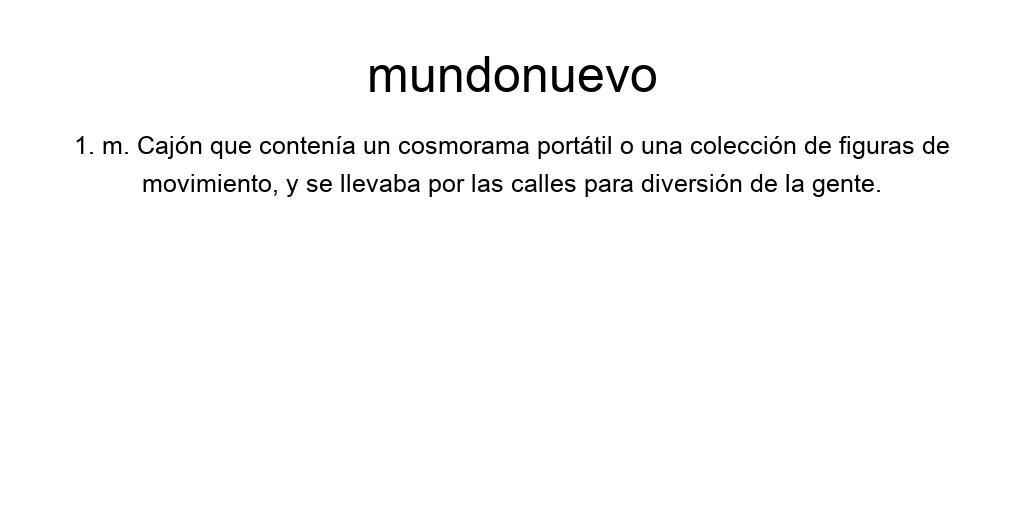 mundonuevo
1. m. Cajón que contenía un cosmorama portátil o una colección de figuras de
movimiento, y se llevaba por las calles para diversión de la gente.